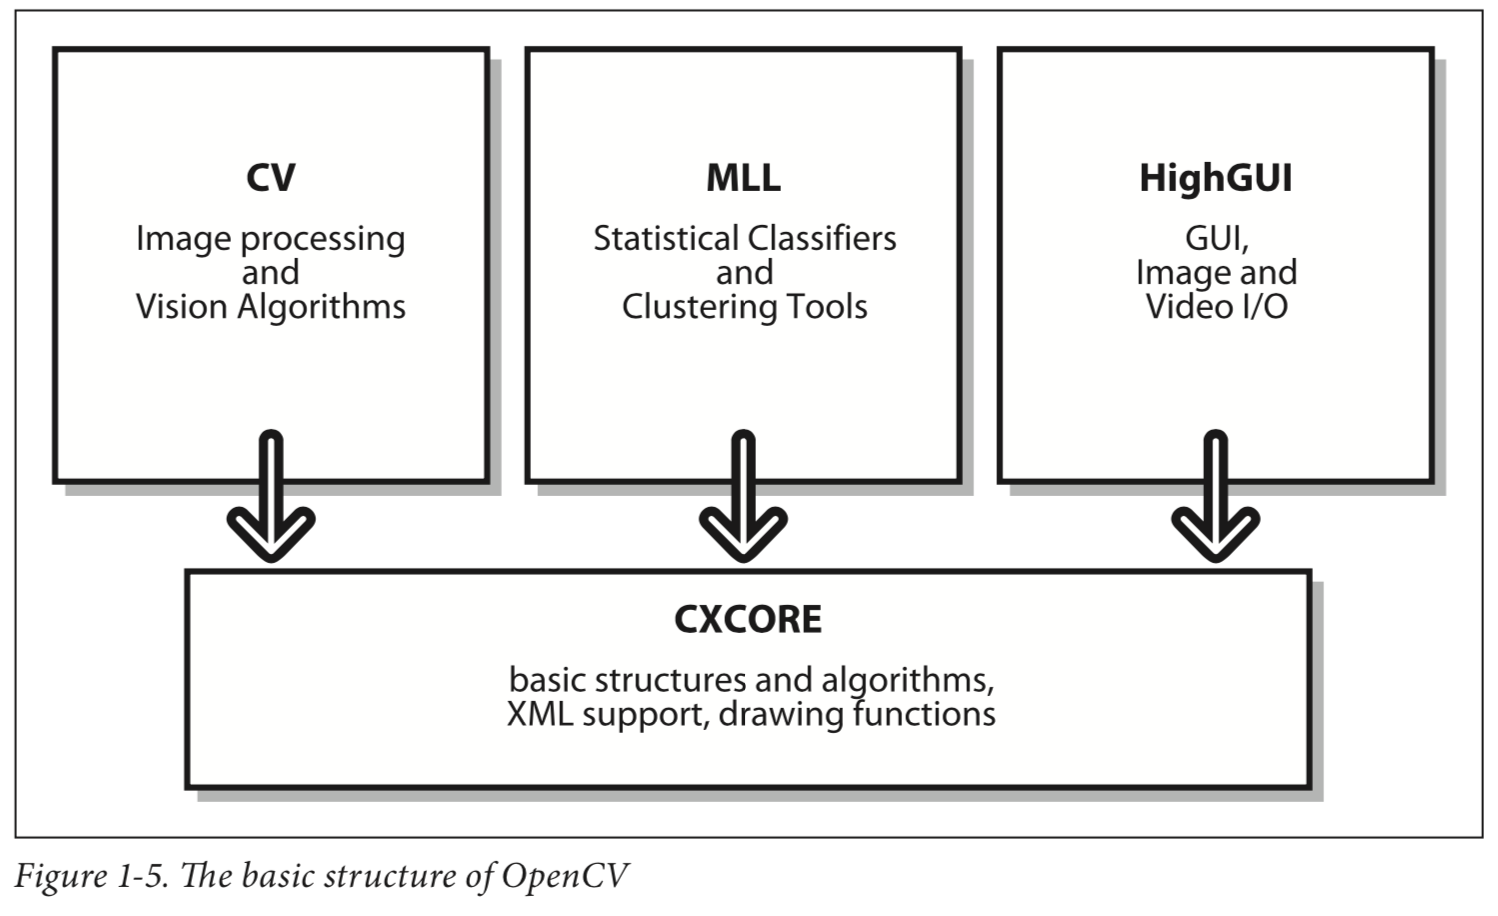 CV
Image processing
and
Vision Algorithms
MLL
Statistical Classifiers
and
Clustering Tools
HighGUI
GUI,
Image and
Video I/O
CXCORE
basic structures and algorithms,
XML support, drawing functions
Figure 1-5. The basic structure of OpenCV